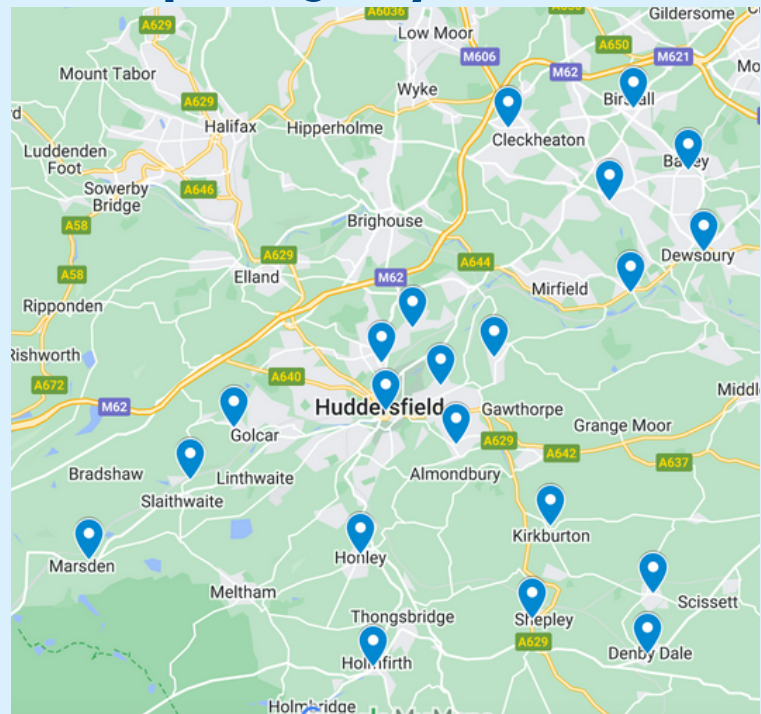 A629
A6036
Low Moor
Gildersome
A650
M621
M606
M62
Mount Tabor
Wyke
A629
Halifax
Hipperholme
Cleckheaton
Luddenden
Foot
A646
Sowerby
Bridge
Brighouse
A58
A629
A644
Dewsbury
M62
Elland
A58
Mirfield
Ripponden
Rishworth
A672
A640
M62
Huddersfield
Gawthorpe
Golcar
Grange Moor
A629
A642
A637
Bradshaw
Linthwaite
Almondbury
Slaithwaite
Kirkburton
Marsden
Honley
Meltham
Scissett
Thongsbridge
Shepley
A629
Denby Dale
Holmfirth
Holmbridge